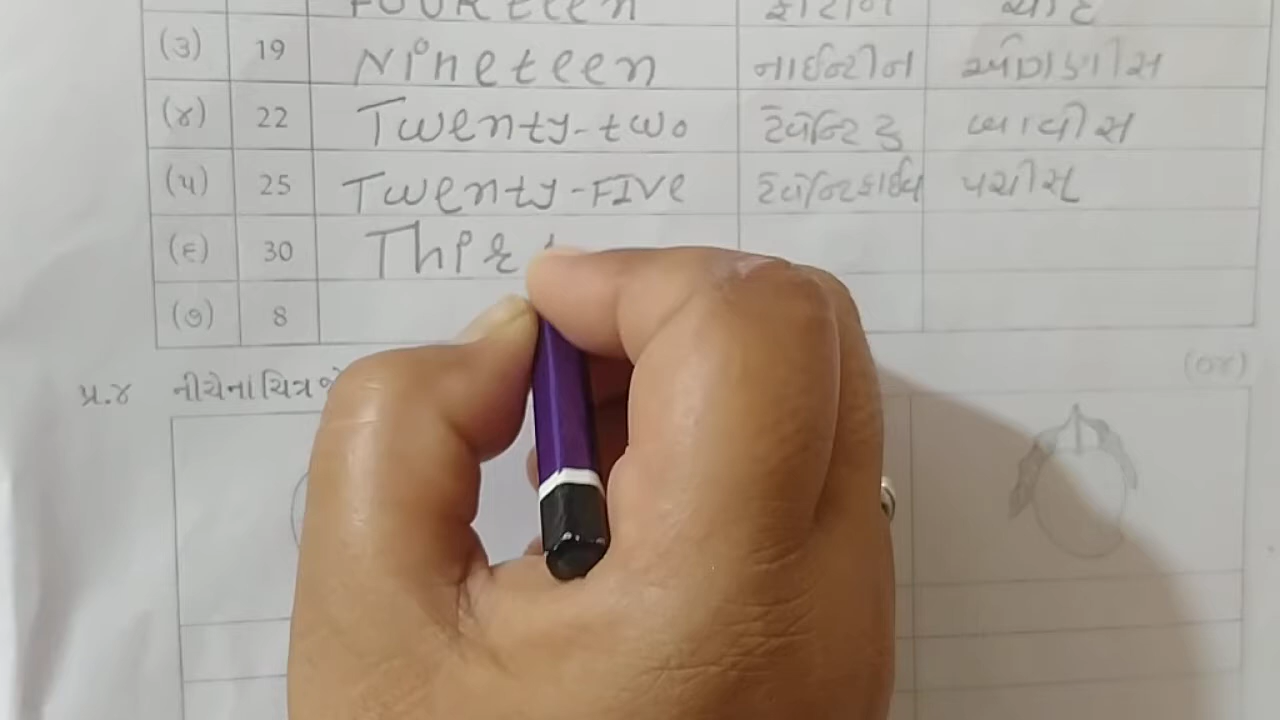 FOURteen ફોર્ટીન ચૌદ
(૩) 19 Nineteen નાઈન્ટીન ઓગણીસ
(૪) 22 Twenty-two ટ્વેન્ટિ ટુ બાવીસ
(૫) 25 Twenty-FIVe ટ્વેન્ટિફાઈવ પચીસ
(૬) 30 Thir
(૭) 8
પ્ર.૪ નીચેનાં ચિત્ર (૦૪)